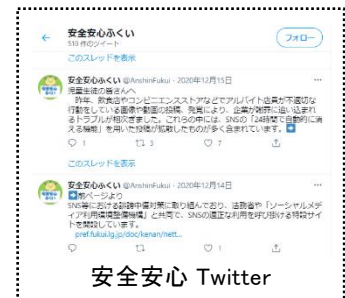 安全安心ふくい
510 件のツイート
フォロー
このスレッドを表示
安全安心ふくい @AnshinFukui · 2020年12月15日
児童生徒の皆さんへ
昨年、飲食店やコンビニエンスストアなどでアルバイト店員が不適切な
行動をしている画像や動画の投稿、発覚により、企業が謝罪に追い込まれ
るトラブルが相次ぎました。これらの中には、SNSの「24時間で自動的に消
える機能」を用いた投稿が拡散したものが多く含まれています。
1 3 7
このスレッドを表示
安全安心ふくい @AnshinFukui · 2020年12月14日
前ページより
SNS等における誹謗中傷対策に取り組んでおり、法務省や「ソーシャルメデ
ィア利用環境整備機構」と共同で、SNSの適正な利用を呼び掛ける特設サイ
トを開設しています。
pref.fukui.lg.jp/doc/kenan/nett...
1
安全安心 Twitter